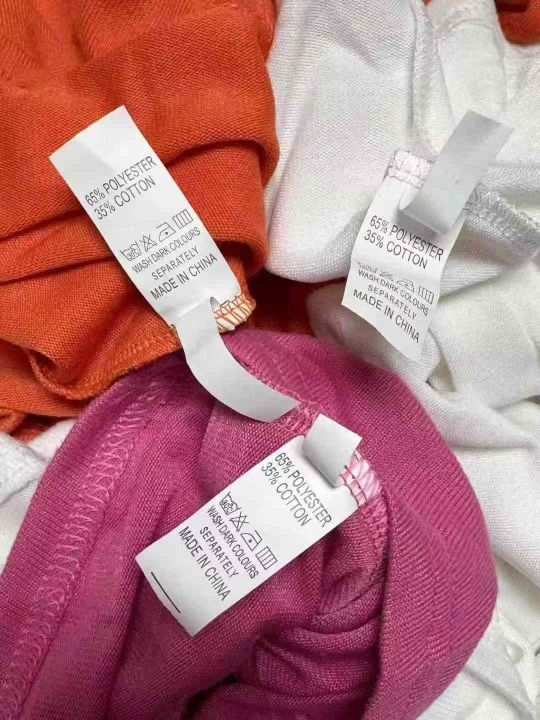 65% POLYESTER
35% COTTON
WASH DARK COLOURS
SEPARATELY
MADE IN CHINA
65% POLYESTER
35% COTTON
WASH DARK COLOURS
SEPARATELY
MADE IN CHINA
65% POLYESTER
35% COTTON
WASH DARK COLOURS
SEPARATELY
MADE IN CHINA